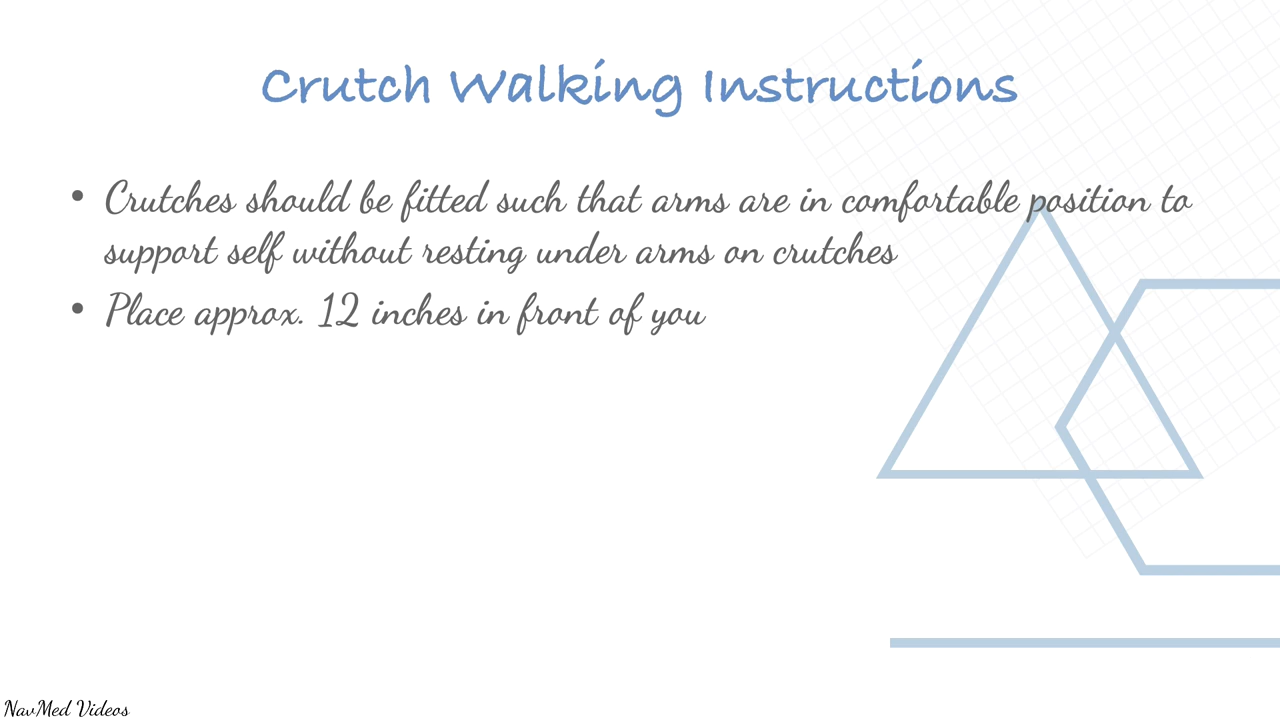 Crutch Walking Instructions
• Crutches should be fitted such that arms are in comfortable position to
support self without resting under arms on crutches
• Place approx. 12 inches in front of you
NavMed Videos